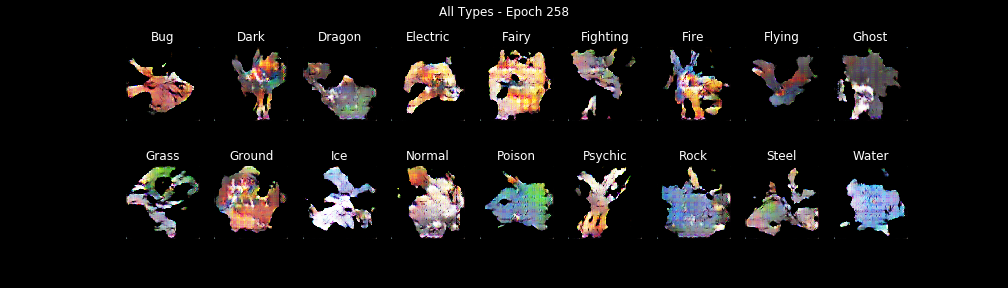 All Types - Epoch 258
Bug Dark Dragon Electric Fairy Fighting Fire Flying Ghost
Grass Ground Ice Normal Poison Psychic Rock Steel Water